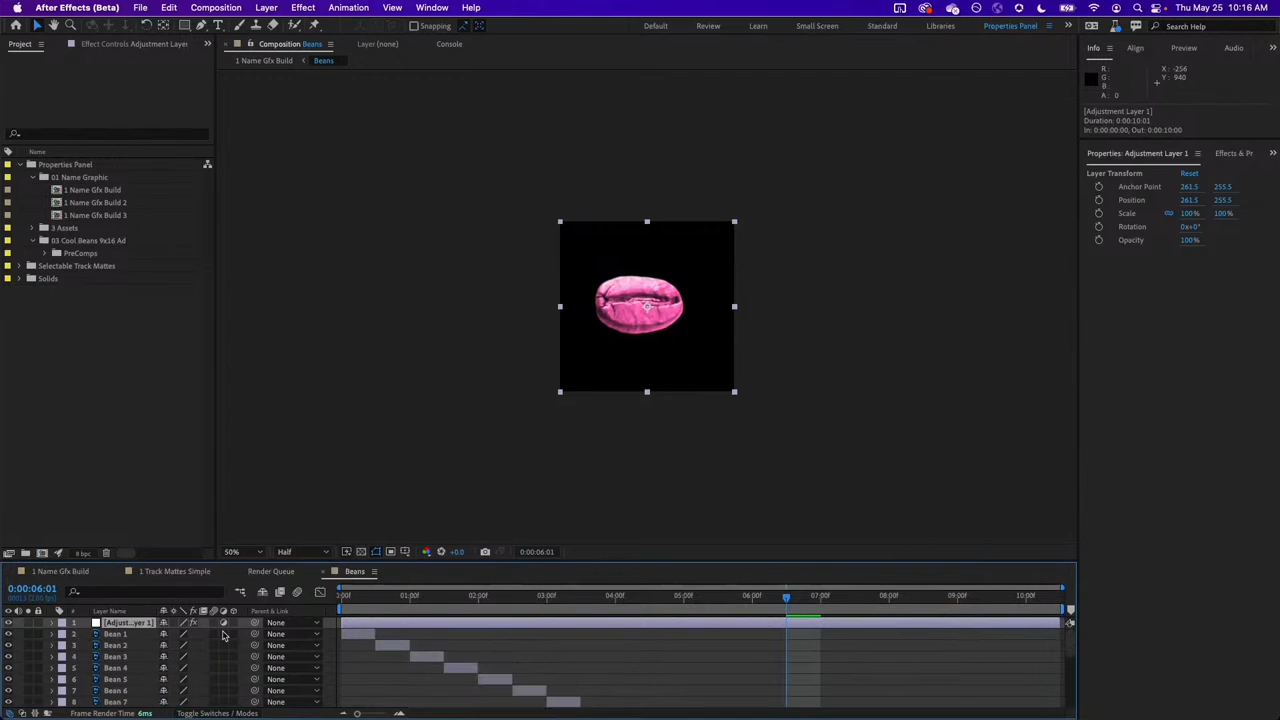 After Effects (Beta) File Edit Composition Layer Effect Animation View Window Help Thu May 25 10:16 AM
Snapping Default Review Learn Small Screen Standard Libraries Properties Panel Search Help
Project Effect Controls Adjustment Layer Composition Beans Layer (none) Console Info Align Preview Audio
1 Name Gfx Build Beans
R: X: -256
G: Y: 940
B:
A: 0
[Adjustment Layer 1]
Duration: 0:00:10:01
In: 0:00:00:00, Out: 0:00:10:00
Name
Properties: Adjustment Layer 1 Effects & Pr
Properties Panel
Layer Transform Reset
01 Name Graphic
Anchor Point 261.5 255.5
1 Name Gfx Build
Position 261.5 255.5
1 Name Gfx Build 2
Scale 100% 100%
1 Name Gfx Build 3
Rotation 0x+0°
3 Assets
Opacity 100%
03 Cool Beans 9x16 Ad
PreComps
Selectable Track Mattes
Solids
8 bpc 50% Half +0.0 0:00:06:01
1 Name Gfx Build 1 Track Mattes Simple Render Queue Beans
0:00:06:01
00013 (2.00 fps)
:00f 01:00f 02:00f 03:00f 04:00f 05:00f 06:00f 07:00f 08:00f 09:00f 10:00f
# Layer Name Parent & Link
1 [Adjust...yer 1] None
2 Bean 1 None
3 Bean 2 None
4 Bean 3 None
5 Bean 4 None
6 Bean 5 None
7 Bean 6 None
8 Bean 7 None
Frame Render Time 6ms Toggle Switches / Modes